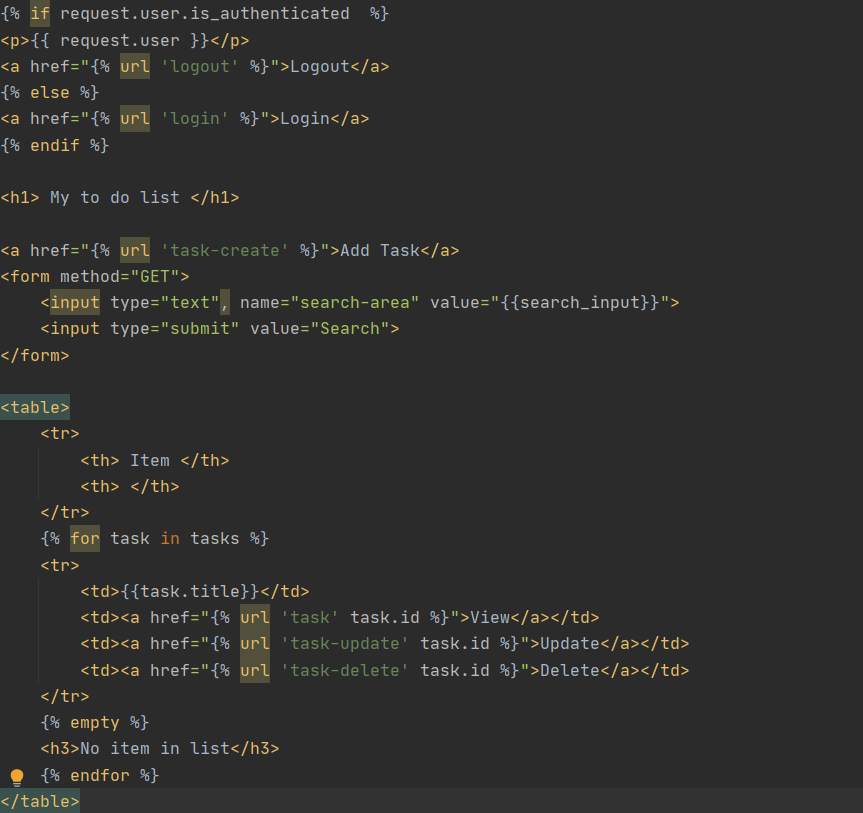 {% if request.user.is_authenticated  %}
<p>{{ request.user }}</p>
<a href="{% url 'logout' %}">Logout</a>
{% else %}
<a href="{% url 'login' %}">Login</a>
{% endif %}
<h1> My to do list </h1>
<a href="{% url 'task-create' %}">Add Task</a>
<form method="GET">
    <input type="text", name="search-area" value="{{search_input}}">
    <input type="submit" value="Search">
</form>
<table>
    <tr>
        <th> Item </th>
        <th> </th>
    </tr>
    {% for task in tasks %}
    <tr>
        <td>{{task.title}}</td>
        <td><a href="{% url 'task' task.id %}">View</a></td>
        <td><a href="{% url 'task-update' task.id %}">Update</a></td>
        <td><a href="{% url 'task-delete' task.id %}">Delete</a></td>
    </tr>
    {% empty %}
    <h3>No item in list</h3>
    {% endfor %}
</table>